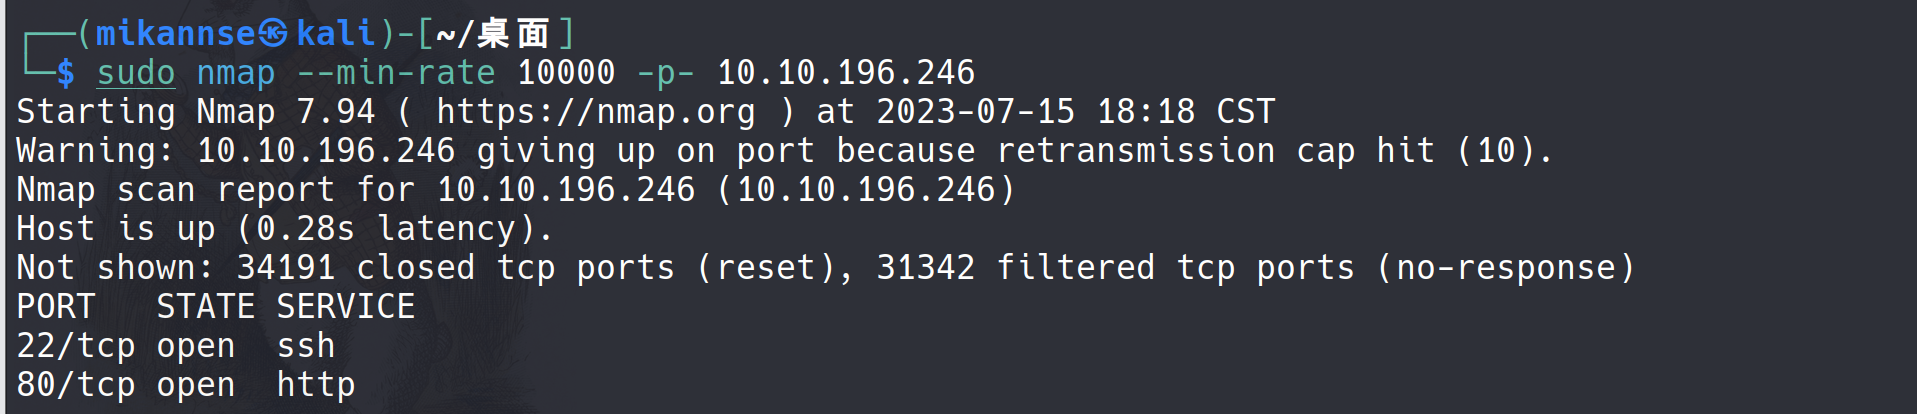 ┌──(mikannse㉿kali)-[~/桌面]
└─$ sudo nmap --min-rate 10000 -p- 10.10.196.246
Starting Nmap 7.94 ( https://nmap.org ) at 2023-07-15 18:18 CST
Warning: 10.10.196.246 giving up on port because retransmission cap hit (10).
Nmap scan report for 10.10.196.246 (10.10.196.246)
Host is up (0.28s latency).
Not shown: 34191 closed tcp ports (reset), 31342 filtered tcp ports (no-response)
PORT   STATE SERVICE
22/tcp open  ssh
80/tcp open  http